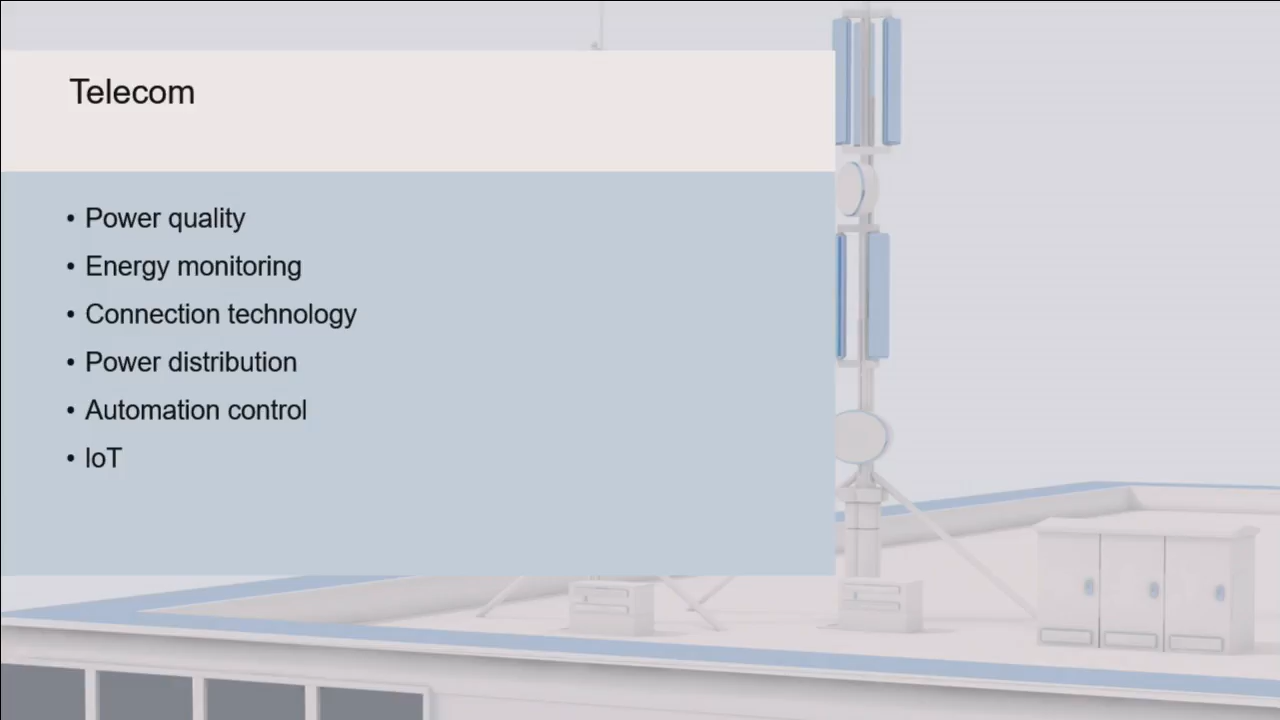 Telecom
• Power quality
• Energy monitoring
• Connection technology
• Power distribution
• Automation control
• IoT